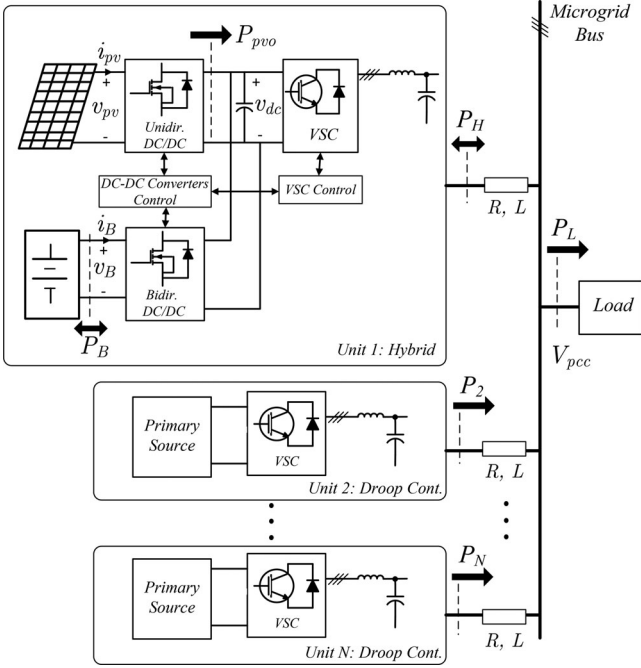 Microgrid
Bus
P_pvo
i_pv
+
v_pv
-
Unidir.
DC/DC
+
v_dc
-
VSC
P_H
R, L
DC-DC Converters
Control
VSC Control
i_B
+
v_B
-
Bidir.
DC/DC
P_B
Unit 1: Hybrid
P_L
Load
V_pcc
Primary
Source
VSC
Unit 2: Droop Cont.
P_2
R, L
Primary
Source
VSC
Unit N: Droop Cont.
P_N
R, L